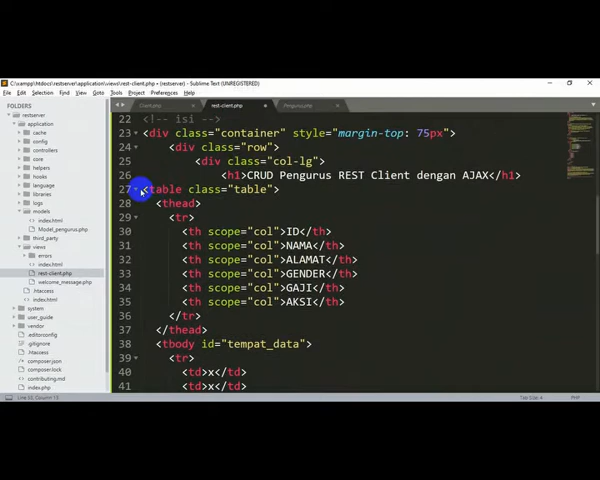 C:\xampp\htdocs\restserver\application\views\rest-client.php • (restserver) - Sublime Text (UNREGISTERED)
File Edit Selection Find View Goto Tools Project Preferences Help
FOLDERS
restserver
application
cache
config
controllers
core
helpers
hooks
language
libraries
logs
models
index.html
Model_pengurus.php
third_party
views
errors
index.html
rest-client.php
welcome_message.php
.htaccess
index.html
system
user_guide
vendor
.editorconfig
.gitignore
.htaccess
composer.json
composer.lock
contributing.md
index.php
Client.php
rest-client.php
Pengurus.php
22 <!-- isi -->
23 <div class="container" style="margin-top: 75px">
24 <div class="row">
25 <div class="col-lg">
26 <h1>CRUD Pengurus REST Client dengan AJAX</h1>
27 <table class="table">
28 <thead>
29 <tr>
30 <th scope="col">ID</th>
31 <th scope="col">NAMA</th>
32 <th scope="col">ALAMAT</th>
33 <th scope="col">GENDER</th>
34 <th scope="col">GAJI</th>
35 <th scope="col">AKSI</th>
36 </tr>
37 </thead>
38 <tbody id="tempat_data">
39 <tr>
40 <td>x</td>
41 <td>x</td>
Tab Size: 4 PHP